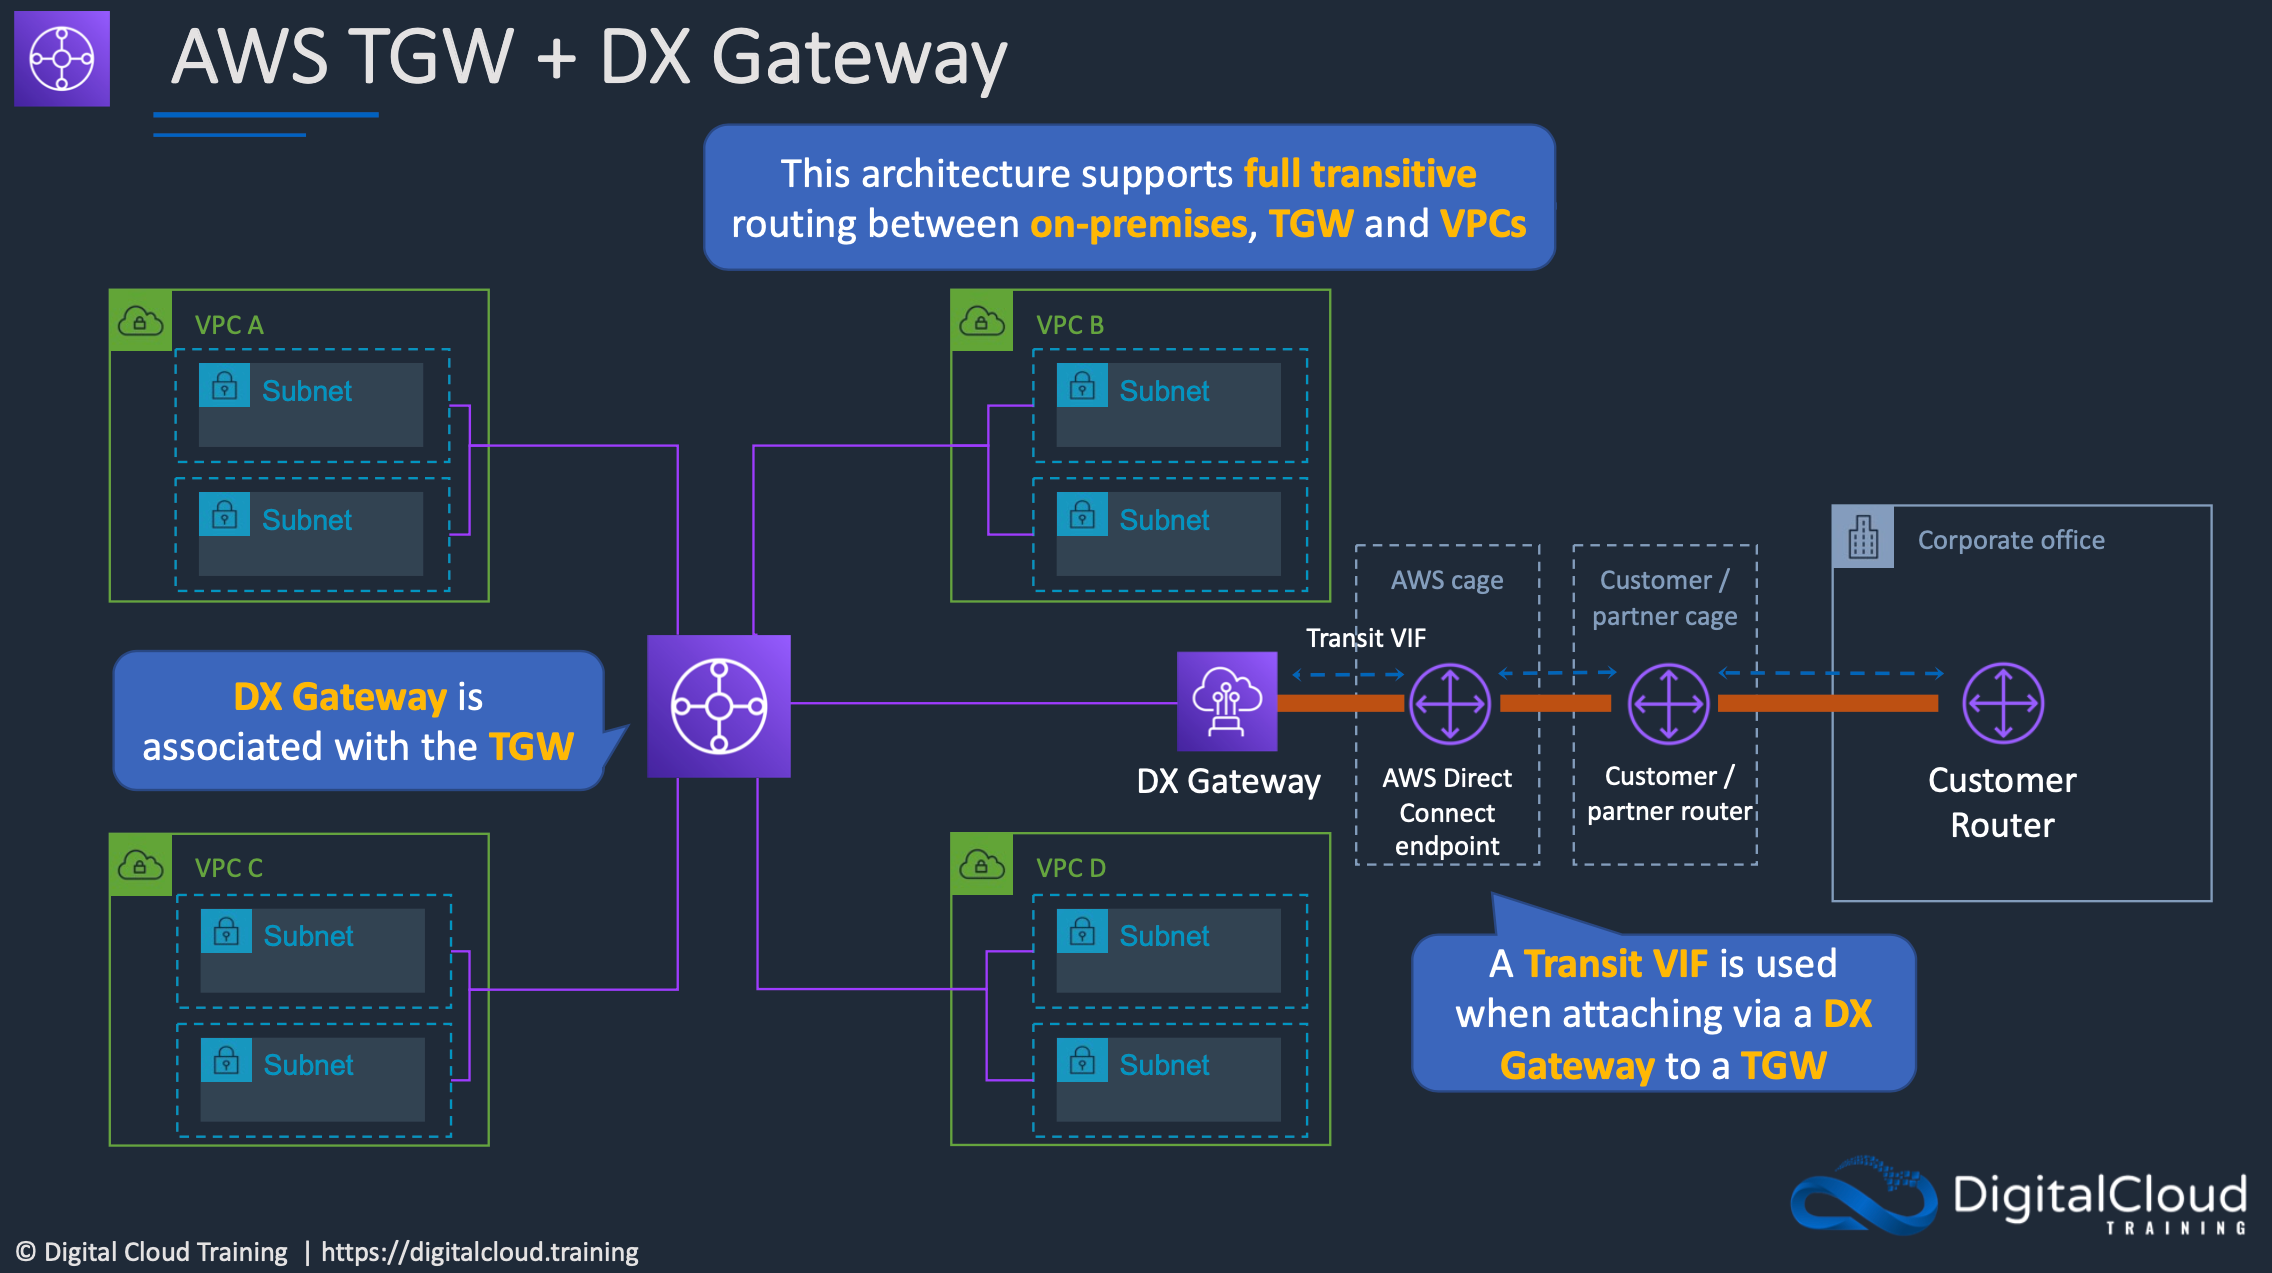 AWS TGW + DX Gateway
This architecture supports full transitive
routing between on-premises, TGW and VPCs
VPC A
Subnet
Subnet
VPC B
Subnet
Subnet
DX Gateway is
associated with the TGW
Transit VIF
DX Gateway
AWS cage
AWS Direct
Connect
endpoint
Customer /
partner cage
Customer /
partner router
Corporate office
Customer
Router
VPC C
Subnet
Subnet
VPC D
Subnet
Subnet
A Transit VIF is used
when attaching via a DX
Gateway to a TGW
DigitalCloud
TRAINING
© Digital Cloud Training | https://digitalcloud.training